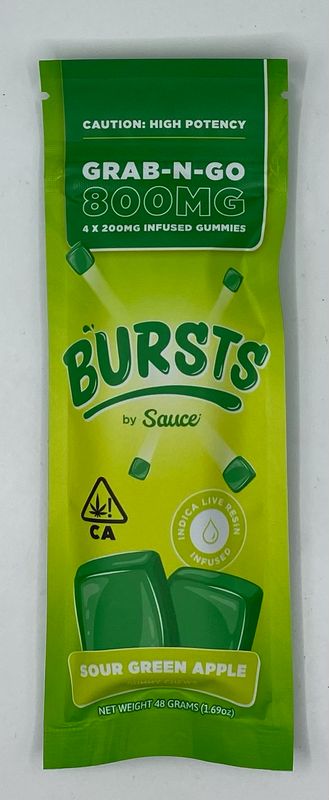 CAUTION: HIGH POTENCY
GRAB-N-GO
800MG
4 X 200MG INFUSED GUMMIES
BURSTS
by Sauce
CA
INDICA LIVE RESIN
INFUSED
SOUR GREEN APPLE
NET WEIGHT 48 GRAMS (1.69oz)